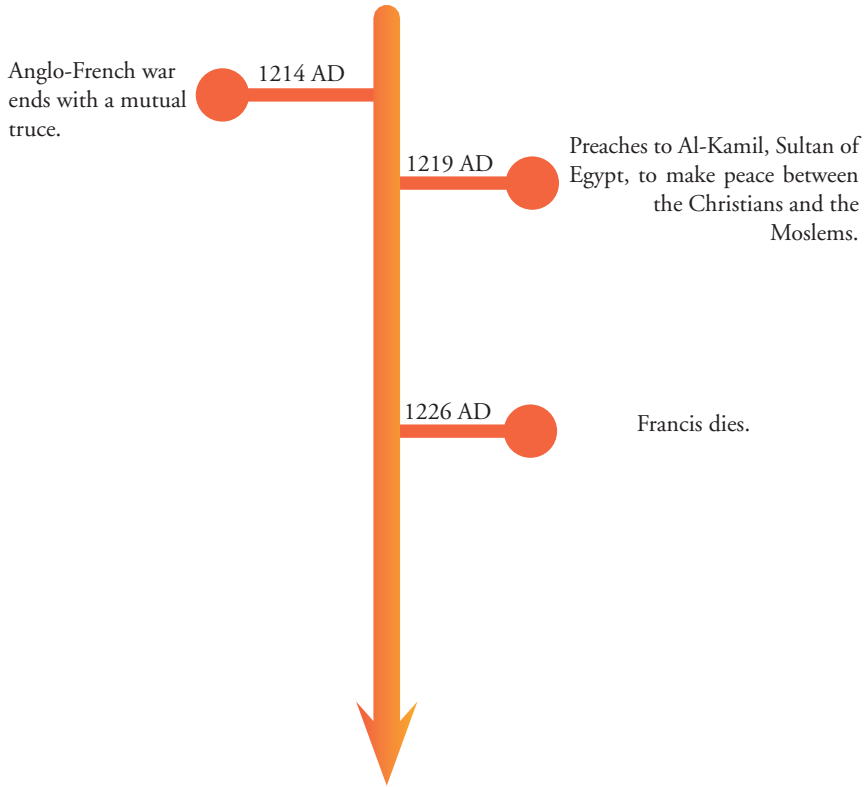 1214 AD
Anglo-French war
ends with a mutual
truce.
1219 AD
Preaches to Al-Kamil, Sultan of
Egypt, to make peace between
the Christians and the
Moslems.
1226 AD
Francis dies.